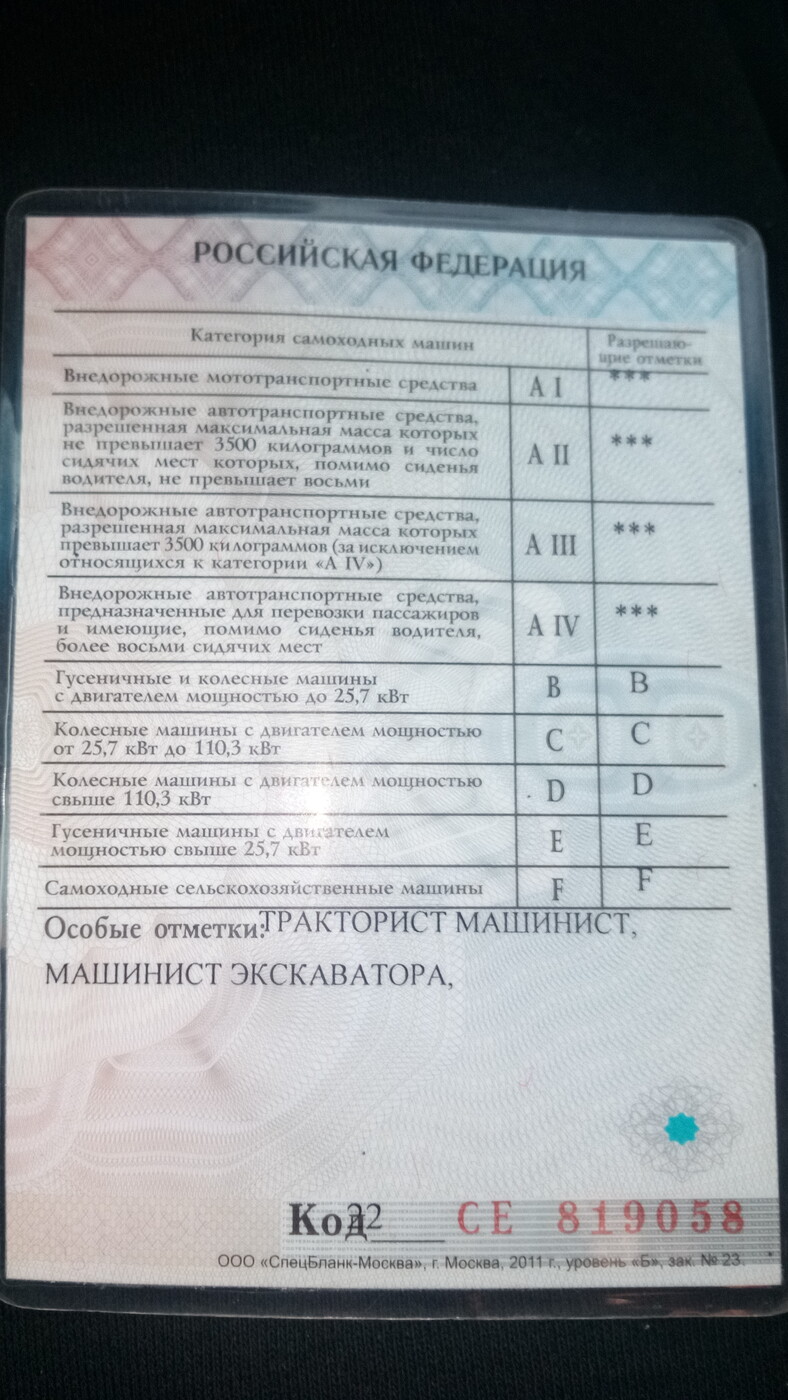 РОССИЙСКАЯ ФЕДЕРАЦИЯ
Категория самоходных машин
Разрешаю-
щие отметки
Внедорожные мототранспортные средства
А I
***
Внедорожные автотранспортные средства,
разрешенная максимальная масса которых
не превышает 3500 килограммов и число
сидячих мест которых, помимо сиденья
водителя, не превышает восьми
А II
***
Внедорожные автотранспортные средства,
разрешенная максимальная масса которых
превышает 3500 килограммов (за исключением
относящихся к категории «А IV»)
А III
***
Внедорожные автотранспортные средства,
предназначенные для перевозки пассажиров
и имеющие, помимо сиденья водителя,
более восьми сидячих мест
А IV
***
Гусеничные и колесные машины
с двигателем мощностью до 25,7 кВт
B
B
Колесные машины с двигателем мощностью
от 25,7 кВт до 110,3 кВт
C
C
Колесные машины с двигателем мощностью
свыше 110,3 кВт
D
D
Гусеничные машины с двигателем
мощностью свыше 25,7 кВт
E
E
Самоходные сельскохозяйственные машины
F
F
Особые отметки: ТРАКТОРИСТ МАШИНИСТ,
МАШИНИСТ ЭКСКАВАТОРА,
Код 22 СЕ 819058
ООО «СпецБланк-Москва», г. Москва, 2011 г., уровень «Б», зак. № 23.